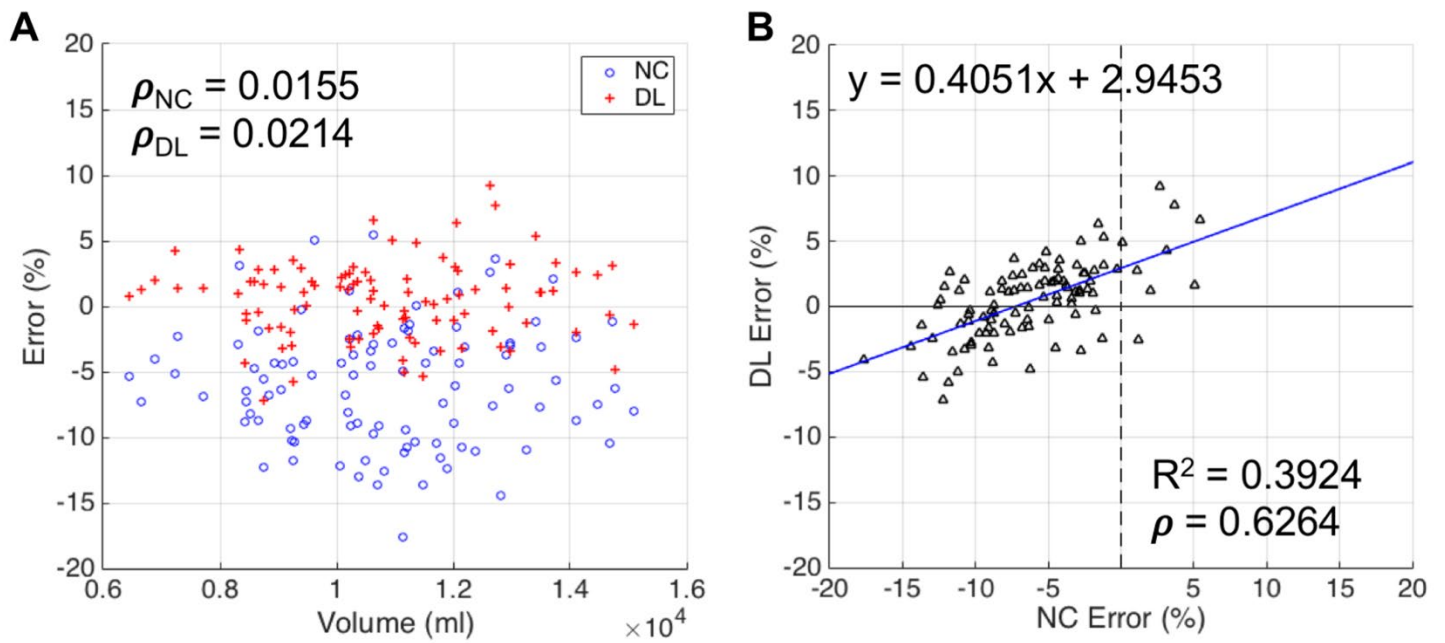 A
20
15
10
5
0
-5
-10
-15
-20
Error (%)
ρNC = 0.0155
ρDL = 0.0214
NC
DL
0.6
0.8
1
1.2
1.4
1.6
Volume (ml)
×10⁴
B
20
15
10
5
0
-5
-10
-15
-20
DL Error (%)
y = 0.4051x + 2.9453
R² = 0.3924
ρ = 0.6264
-20
-15
-10
-5
5
10
15
20
NC Error (%)